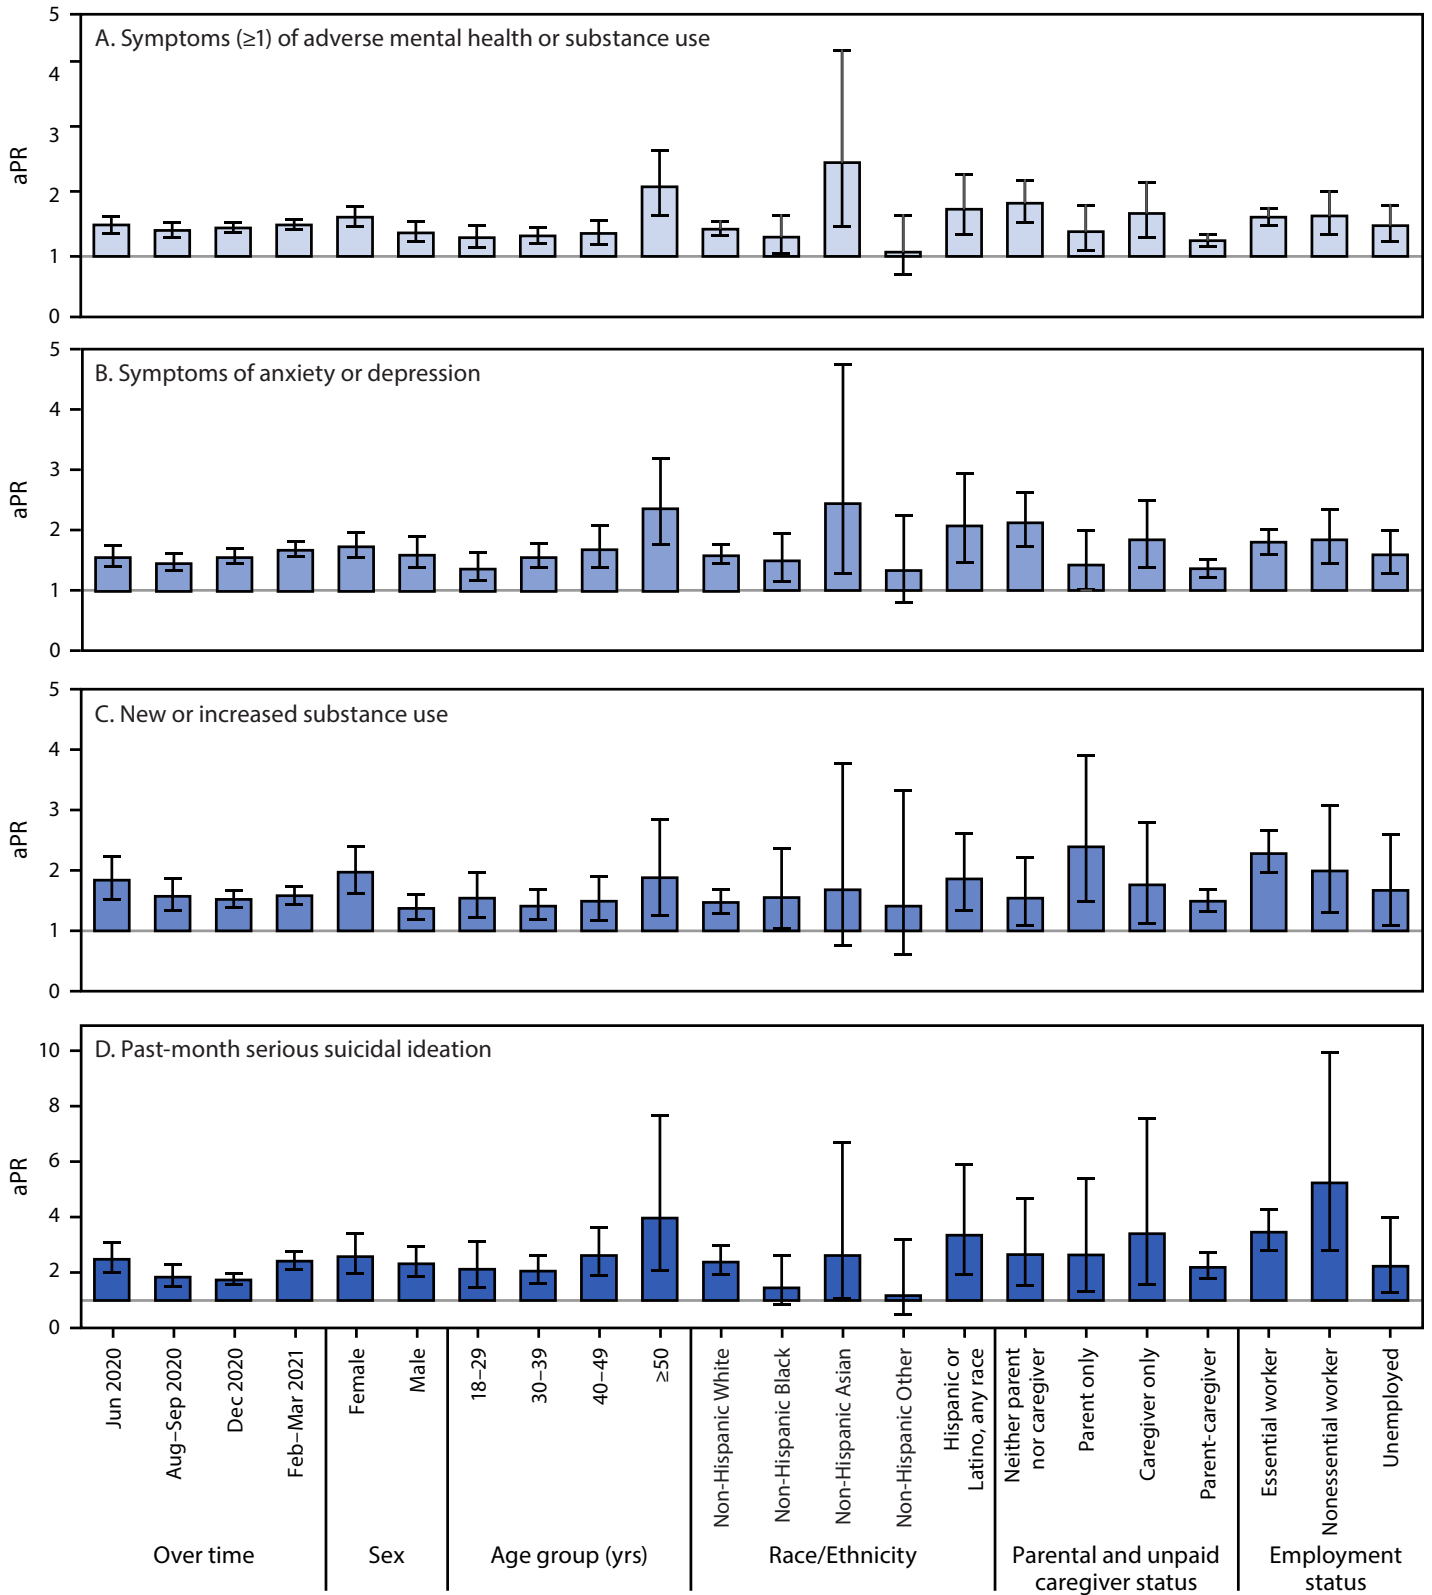 A. Symptoms (≥1) of adverse mental health or substance use
aPR
5
4
3
2
1
0
B. Symptoms of anxiety or depression
aPR
5
4
3
2
1
0
C. New or increased substance use
aPR
5
4
3
2
1
0
D. Past-month serious suicidal ideation
aPR
10
8
6
4
2
0
Jun 2020
Aug–Sep 2020
Dec 2020
Feb–Mar 2021
Female
Male
18–29
30–39
40–49
≥50
Non-Hispanic White
Non-Hispanic Black
Non-Hispanic Asian
Non-Hispanic Other
Hispanic or
Latino, any race
Neither parent
nor caregiver
Parent only
Caregiver only
Parent-caregiver
Essential worker
Nonessential worker
Unemployed
Over time
Sex
Age group (yrs)
Race/Ethnicity
Parental and unpaid
caregiver status
Employment
status